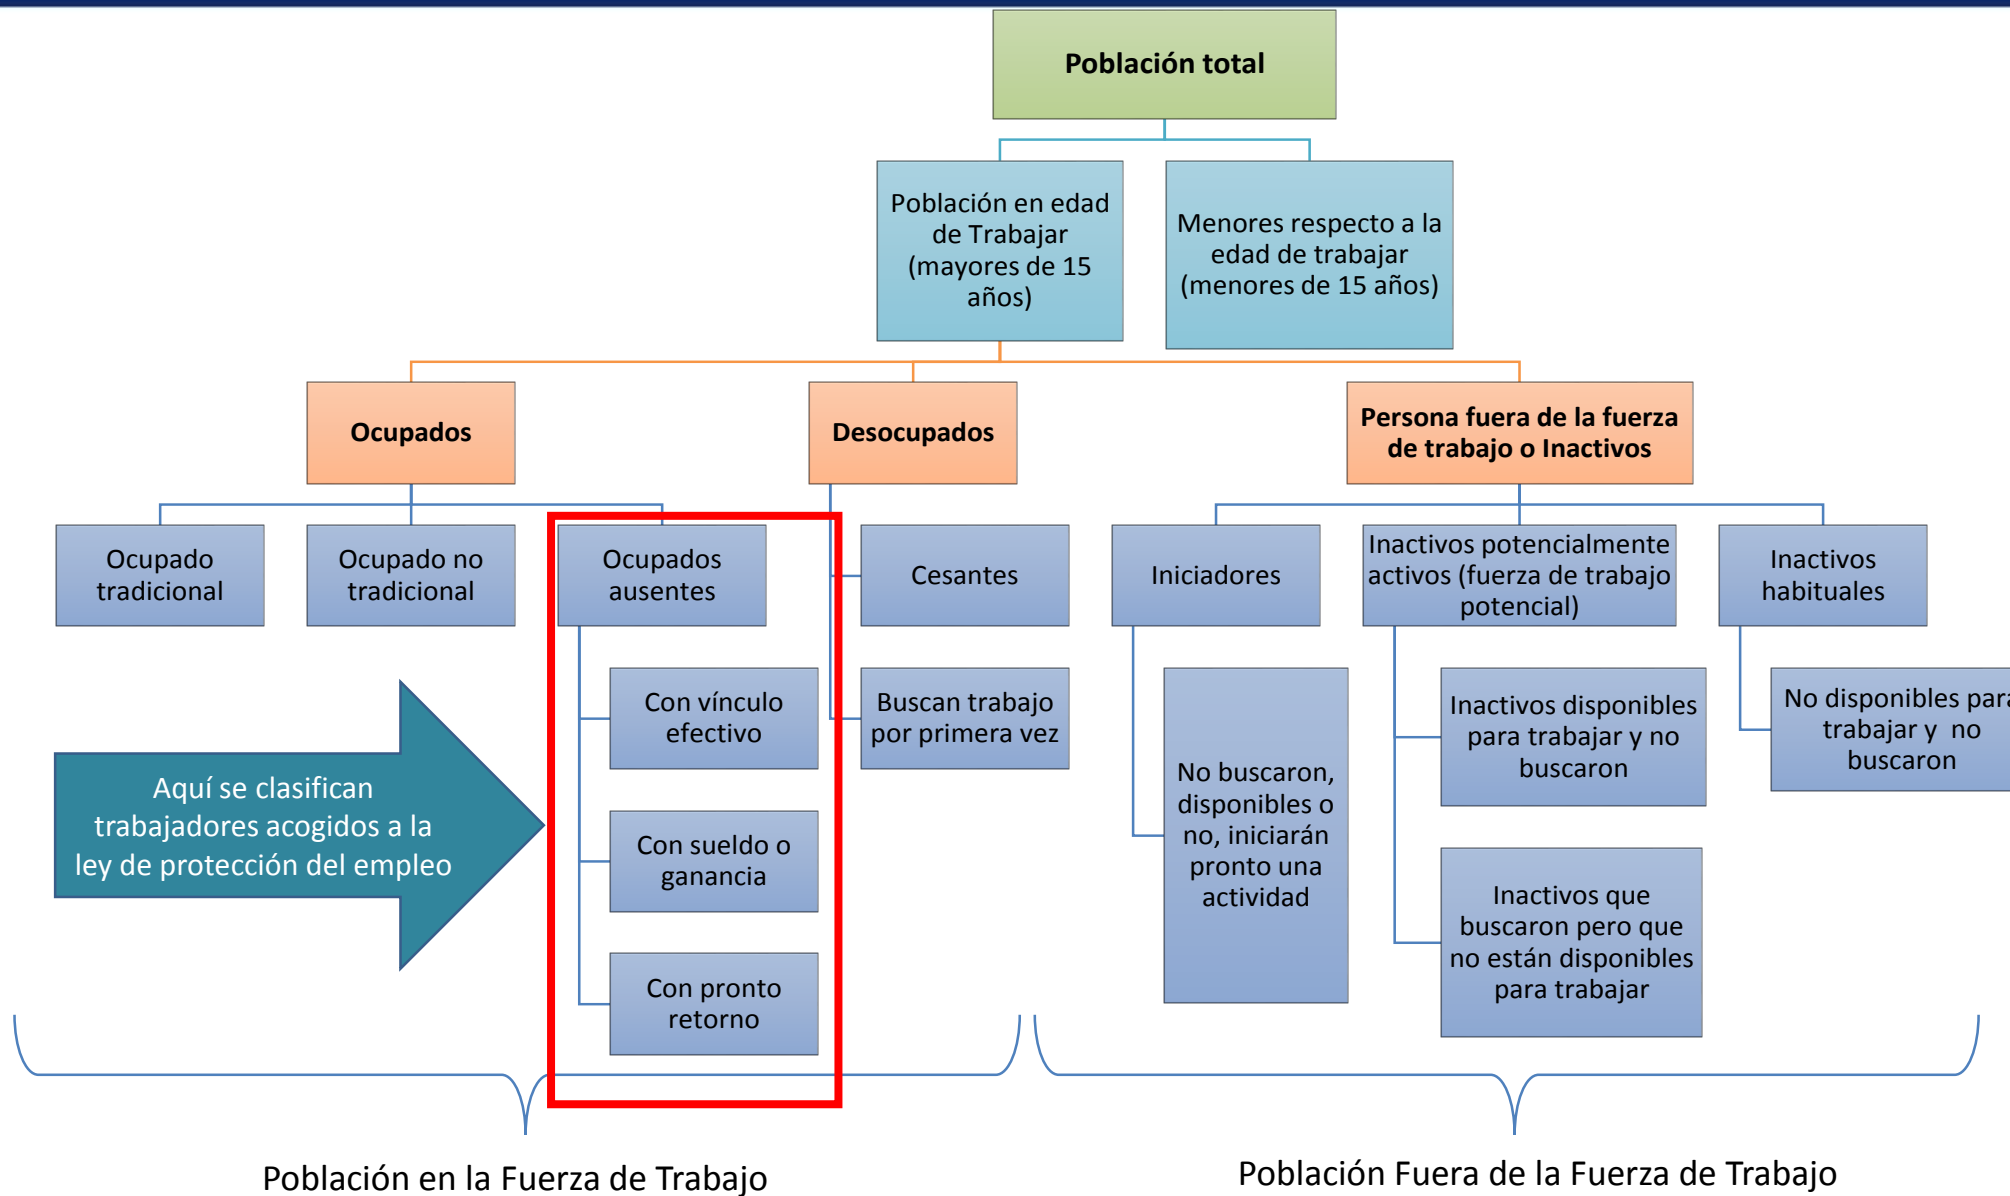 Población total
Población en edad
de Trabajar
(mayores de 15
años)
Menores respecto a la
edad de trabajar
(menores de 15 años)
Ocupados
Desocupados
Persona fuera de la fuerza
de trabajo o Inactivos
Ocupado
tradicional
Ocupado no
tradicional
Ocupados
ausentes
Cesantes
Iniciadores
Inactivos potencialmente
activos (fuerza de trabajo
potencial)
Inactivos
habituales
Con vínculo
efectivo
Buscan trabajo
por primera vez
No buscaron,
disponibles o
no, iniciarán
pronto una
actividad
Inactivos disponibles
para trabajar y no
buscaron
No disponibles para
trabajar y no
buscaron
Aquí se clasifican
trabajadores acogidos a la
ley de protección del empleo
Con sueldo o
ganancia
Inactivos que
buscaron pero que
no están disponibles
para trabajar
Con pronto
retorno
Población en la Fuerza de Trabajo
Población Fuera de la Fuerza de Trabajo